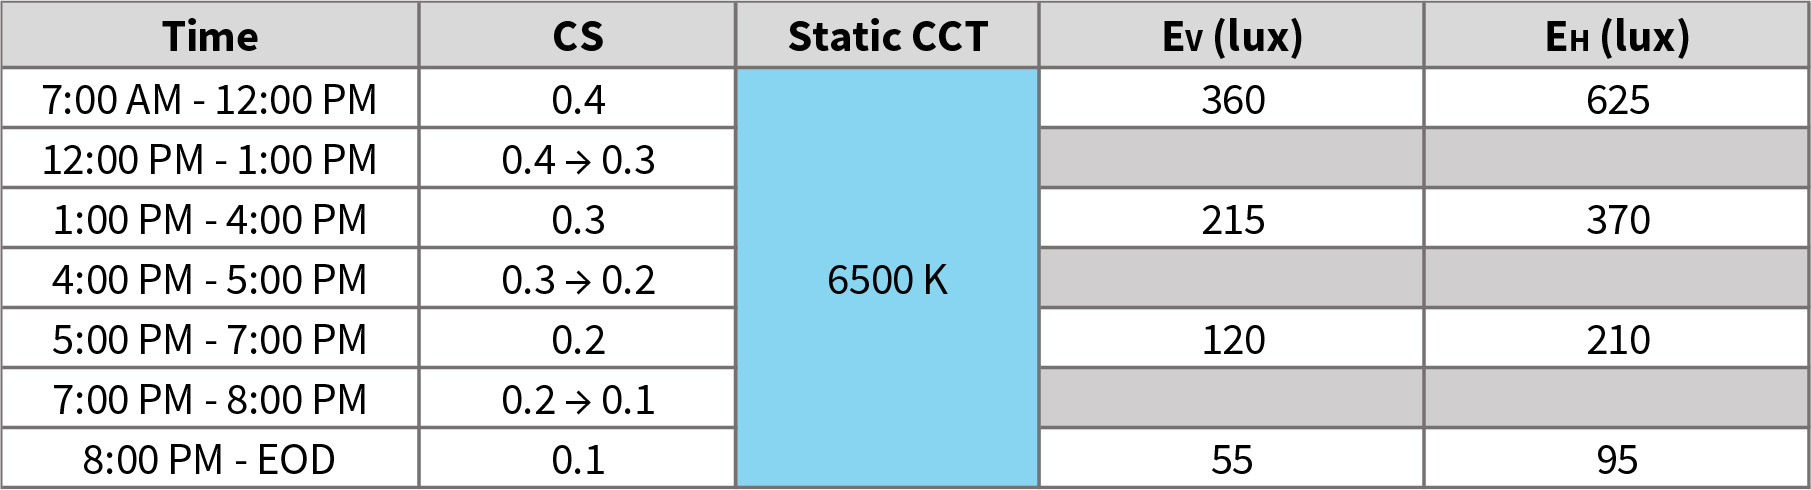 Time CS Static CCT EV (lux) EH (lux)
7:00 AM - 12:00 PM 0.4 360 625
12:00 PM - 1:00 PM 0.4 → 0.3
1:00 PM - 4:00 PM 0.3 215 370
4:00 PM - 5:00 PM 0.3 → 0.2 6500 K
5:00 PM - 7:00 PM 0.2 120 210
7:00 PM - 8:00 PM 0.2 → 0.1
8:00 PM - EOD 0.1 55 95